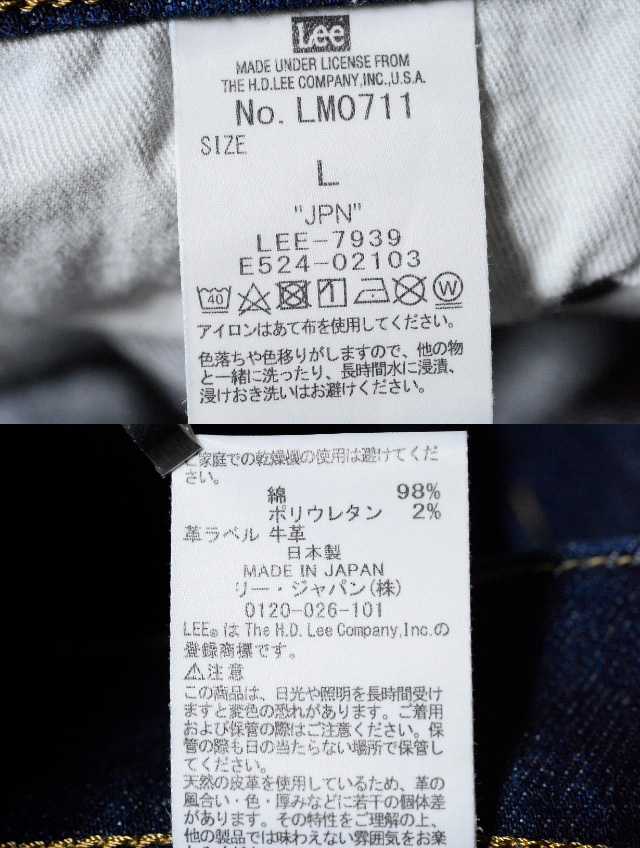 Lee
MADE UNDER LICENSE FROM
THE H.D.LEE COMPANY,INC.,U.S.A.
No. LM0711
SIZE
L
"JPN"
LEE-7939
E524-02103
40
W
アイロンはあて布を使用してください。
色落ちや色移りがしますので、他の物
と一緒に洗ったり、長時間水に浸漬、
浸けおき洗いはお避けください。
ご家庭での乾燥機の使用は避けてくだ
さい。
綿 98%
ポリウレタン 2%
革ラベル 牛革
日本製
MADE IN JAPAN
リー・ジャパン(株)
0120-026-101
LEE®は The H.D. Lee Company,Inc.の
登録商標です。
⚠注意
この商品は、日光や照明を長時間受け
ますと変色の恐れがあります。ご着用
および保管の際はご注意ください。保
管の際も日の当たらない場所で保管し
てください。
天然の皮革を使用しているため、革の
風合い・色・厚みなどに若干の個体差
があります。その特性をご理解の上、
他の製品では味わえない雰囲気をお楽